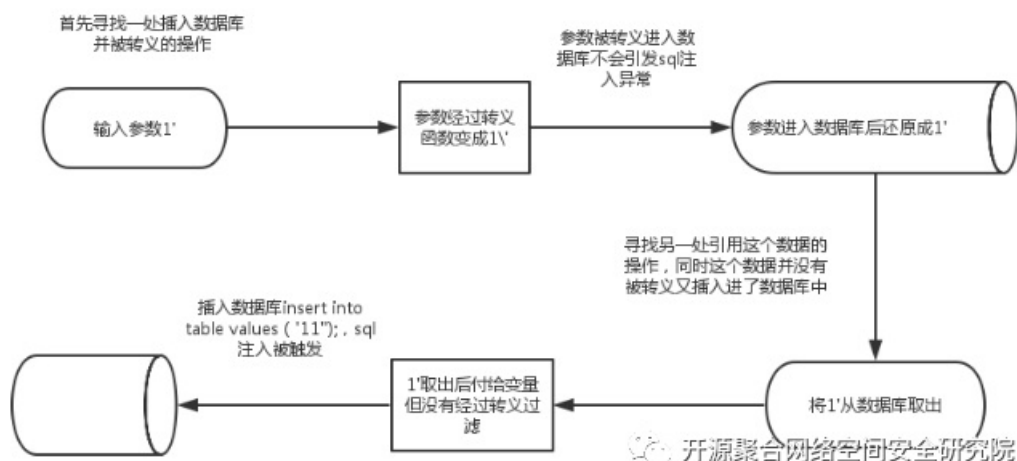 首先寻找一处插入数据库
并被转义的操作
参数被转义进入数
据库不会引发sql注
入异常
输入参数1'
参数经过转义
函数变成1\'
参数进入数据库后还原成1'
寻找另一处引用这个数据的
操作，同时这个数据并没有
被转义又插入进了数据库中
插入数据库insert into
table values ( '11'');，sql
注入被触发
1'取出后付给变量
但没有经过转义过
滤
将1'从数据库取出
开源聚合网络空间安全研究院